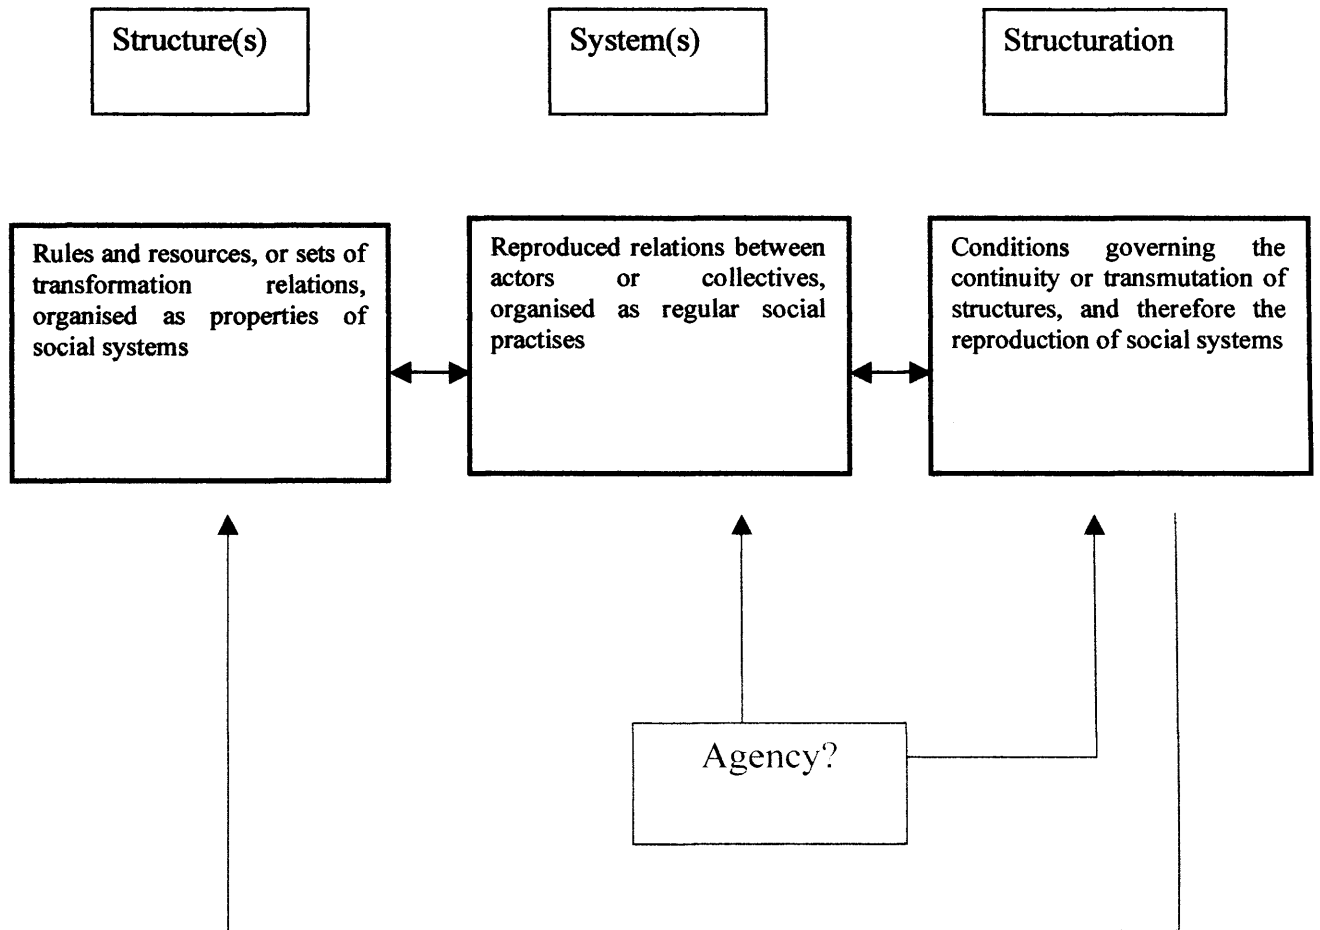 Structure(s)
System(s)
Structuration
Rules and resources, or sets of
transformation relations,
organised as properties of
social systems
Reproduced relations between
actors or collectives,
organised as regular social
practises
Conditions governing the
continuity or transmutation of
structures, and therefore the
reproduction of social systems
Agency?